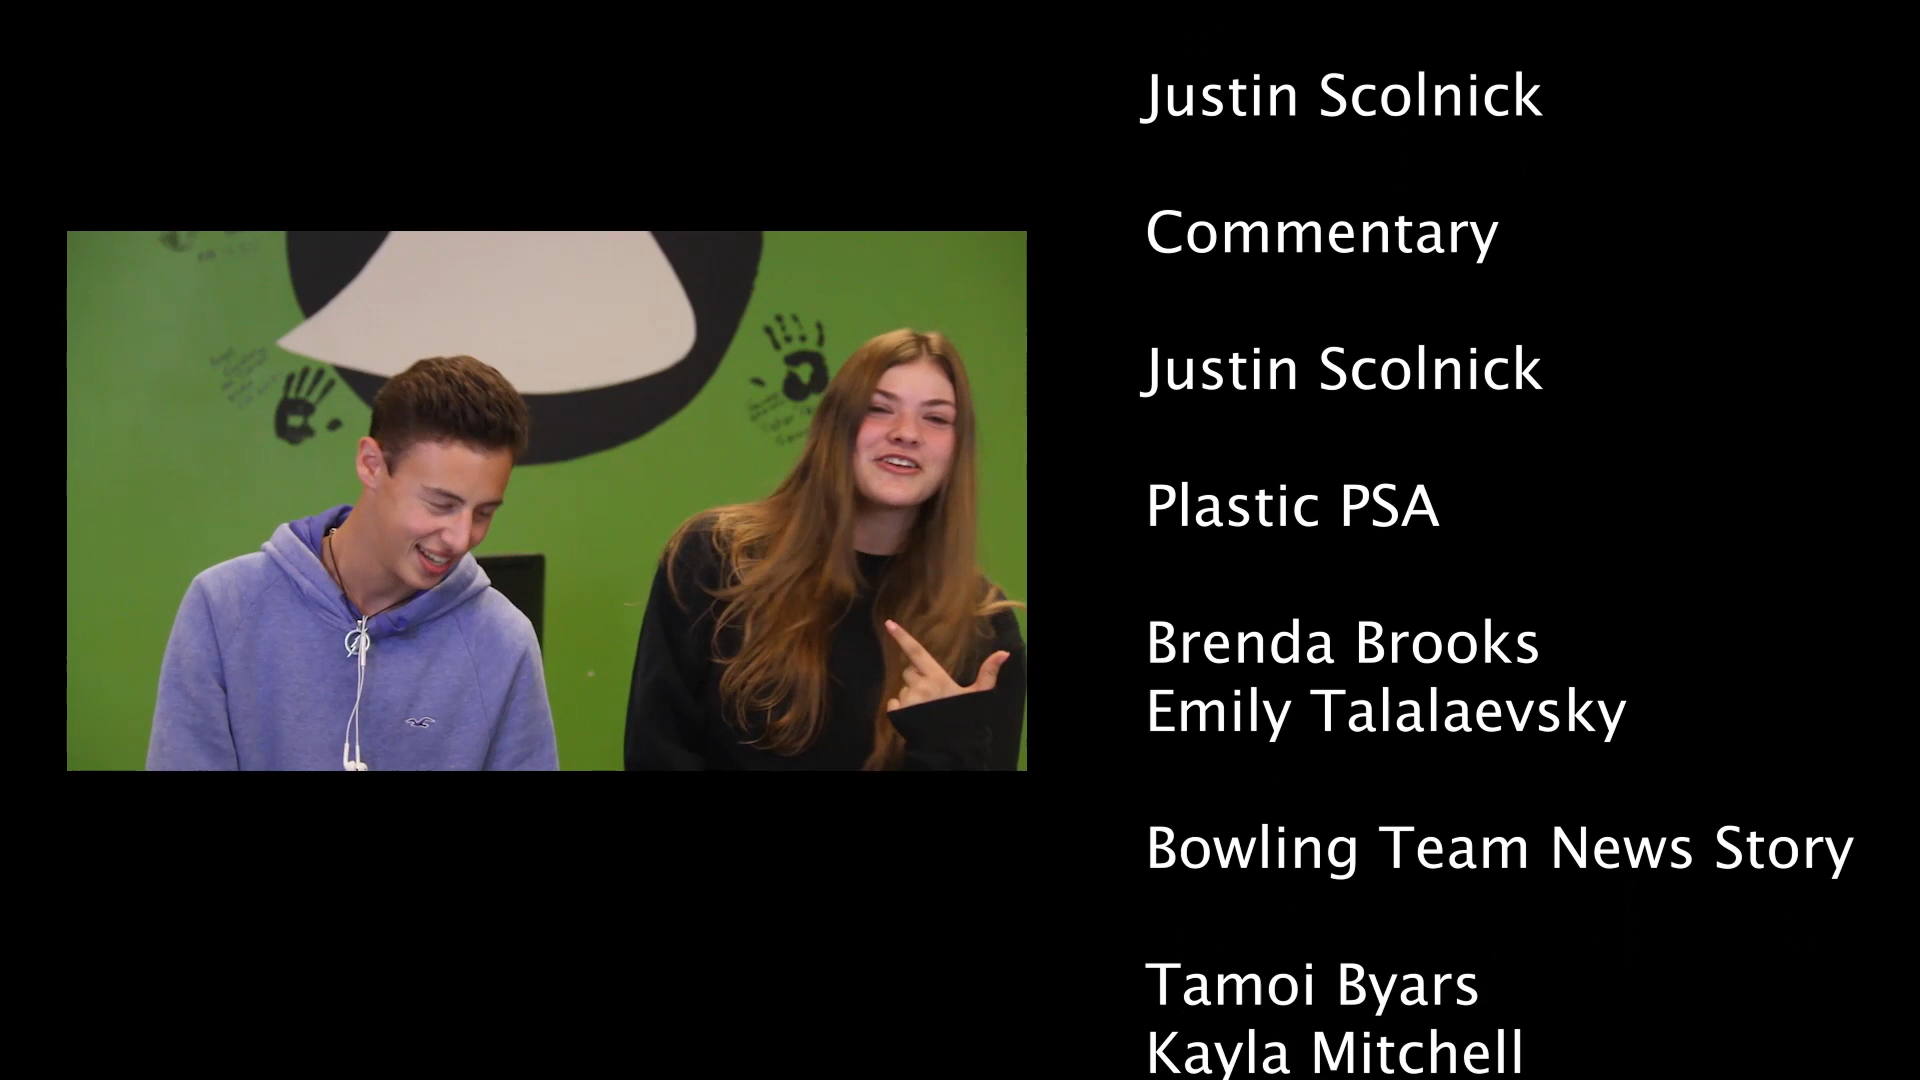 Justin Scolnick
Commentary
Justin Scolnick
Plastic PSA
Brenda Brooks
Emily Talalaevsky
Bowling Team News Story
Tamoi Byars
Kayla Mitchell